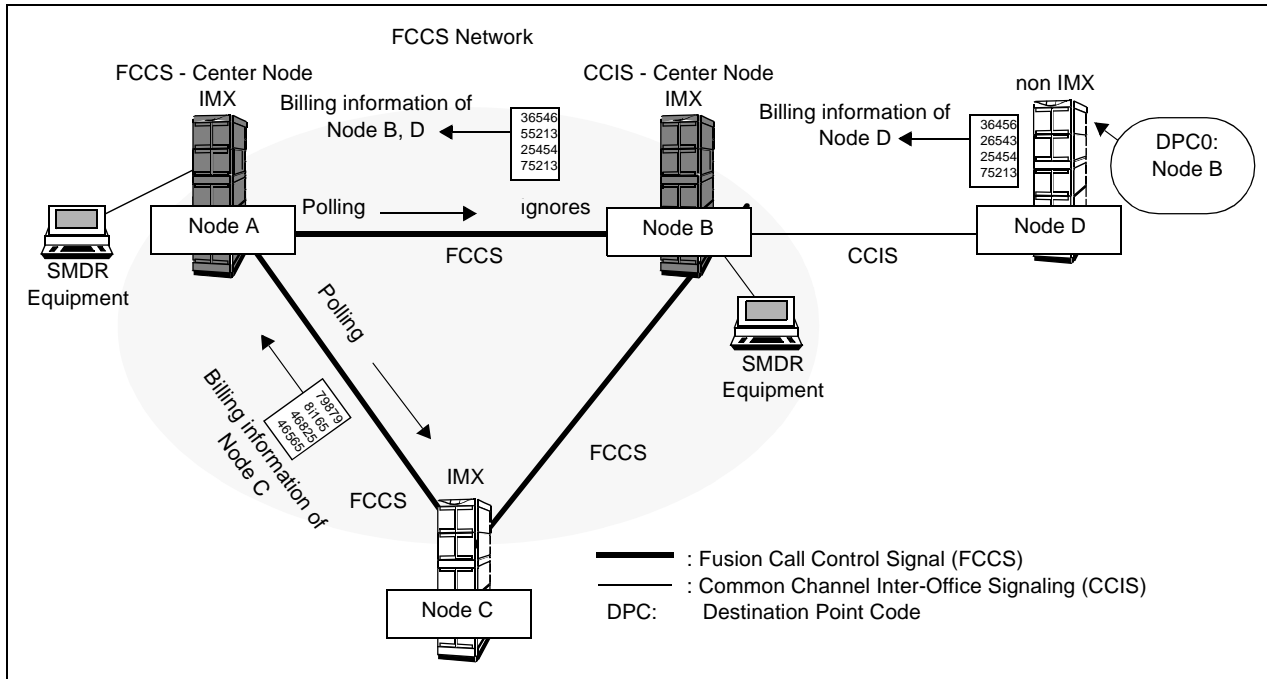 FCCS Network
FCCS - Center Node
IMX
CCIS - Center Node
IMX
non IMX
Billing information of
Node B, D
36546
55213
25454
75213
Billing information of
Node D
36456
26543
25454
75213
DPC0:
Node B
Node A
Polling
ignores
Node B
Node D
FCCS
CCIS
SMDR
Equipment
Polling
SMDR
Equipment
Billing information of
Node C
79879
8i165
46825
46565
FCCS
FCCS
IMX
Node C
: Fusion Call Control Signal (FCCS)
: Common Channel Inter-Office Signaling (CCIS)
DPC: Destination Point Code